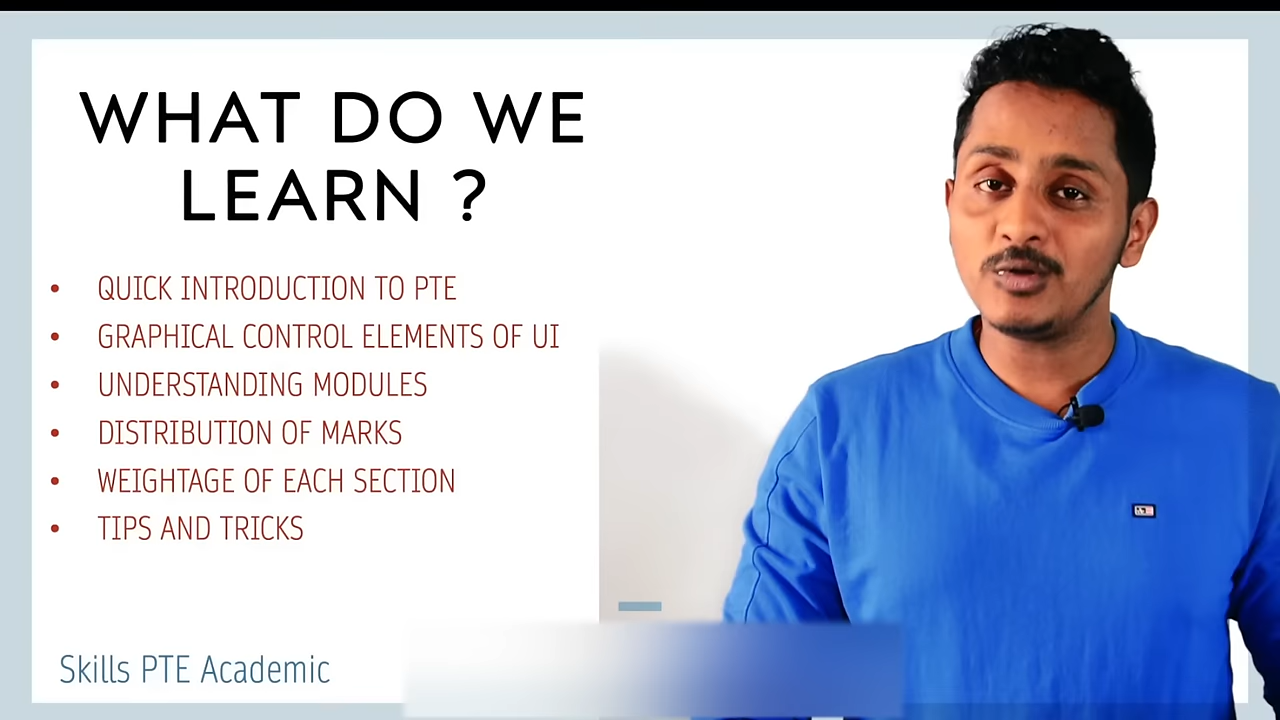 WHAT DO WE
LEARN ?
• QUICK INTRODUCTION TO PTE
• GRAPHICAL CONTROL ELEMENTS OF UI
• UNDERSTANDING MODULES
• DISTRIBUTION OF MARKS
• WEIGHTAGE OF EACH SECTION
• TIPS AND TRICKS
Skills PTE Academic